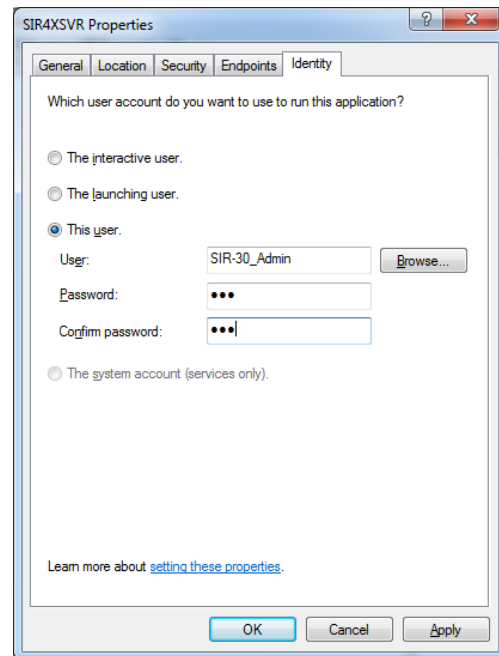 SIR4XSVR Properties
General Location Security Endpoints Identity
Which user account do you want to use to run this application?
The interactive user.
The launching user.
This user.
User: SIR-30_Admin Browse...
Password: •••
Confirm password: •••
The system account (services only).
Learn more about setting these properties.
OK Cancel Apply